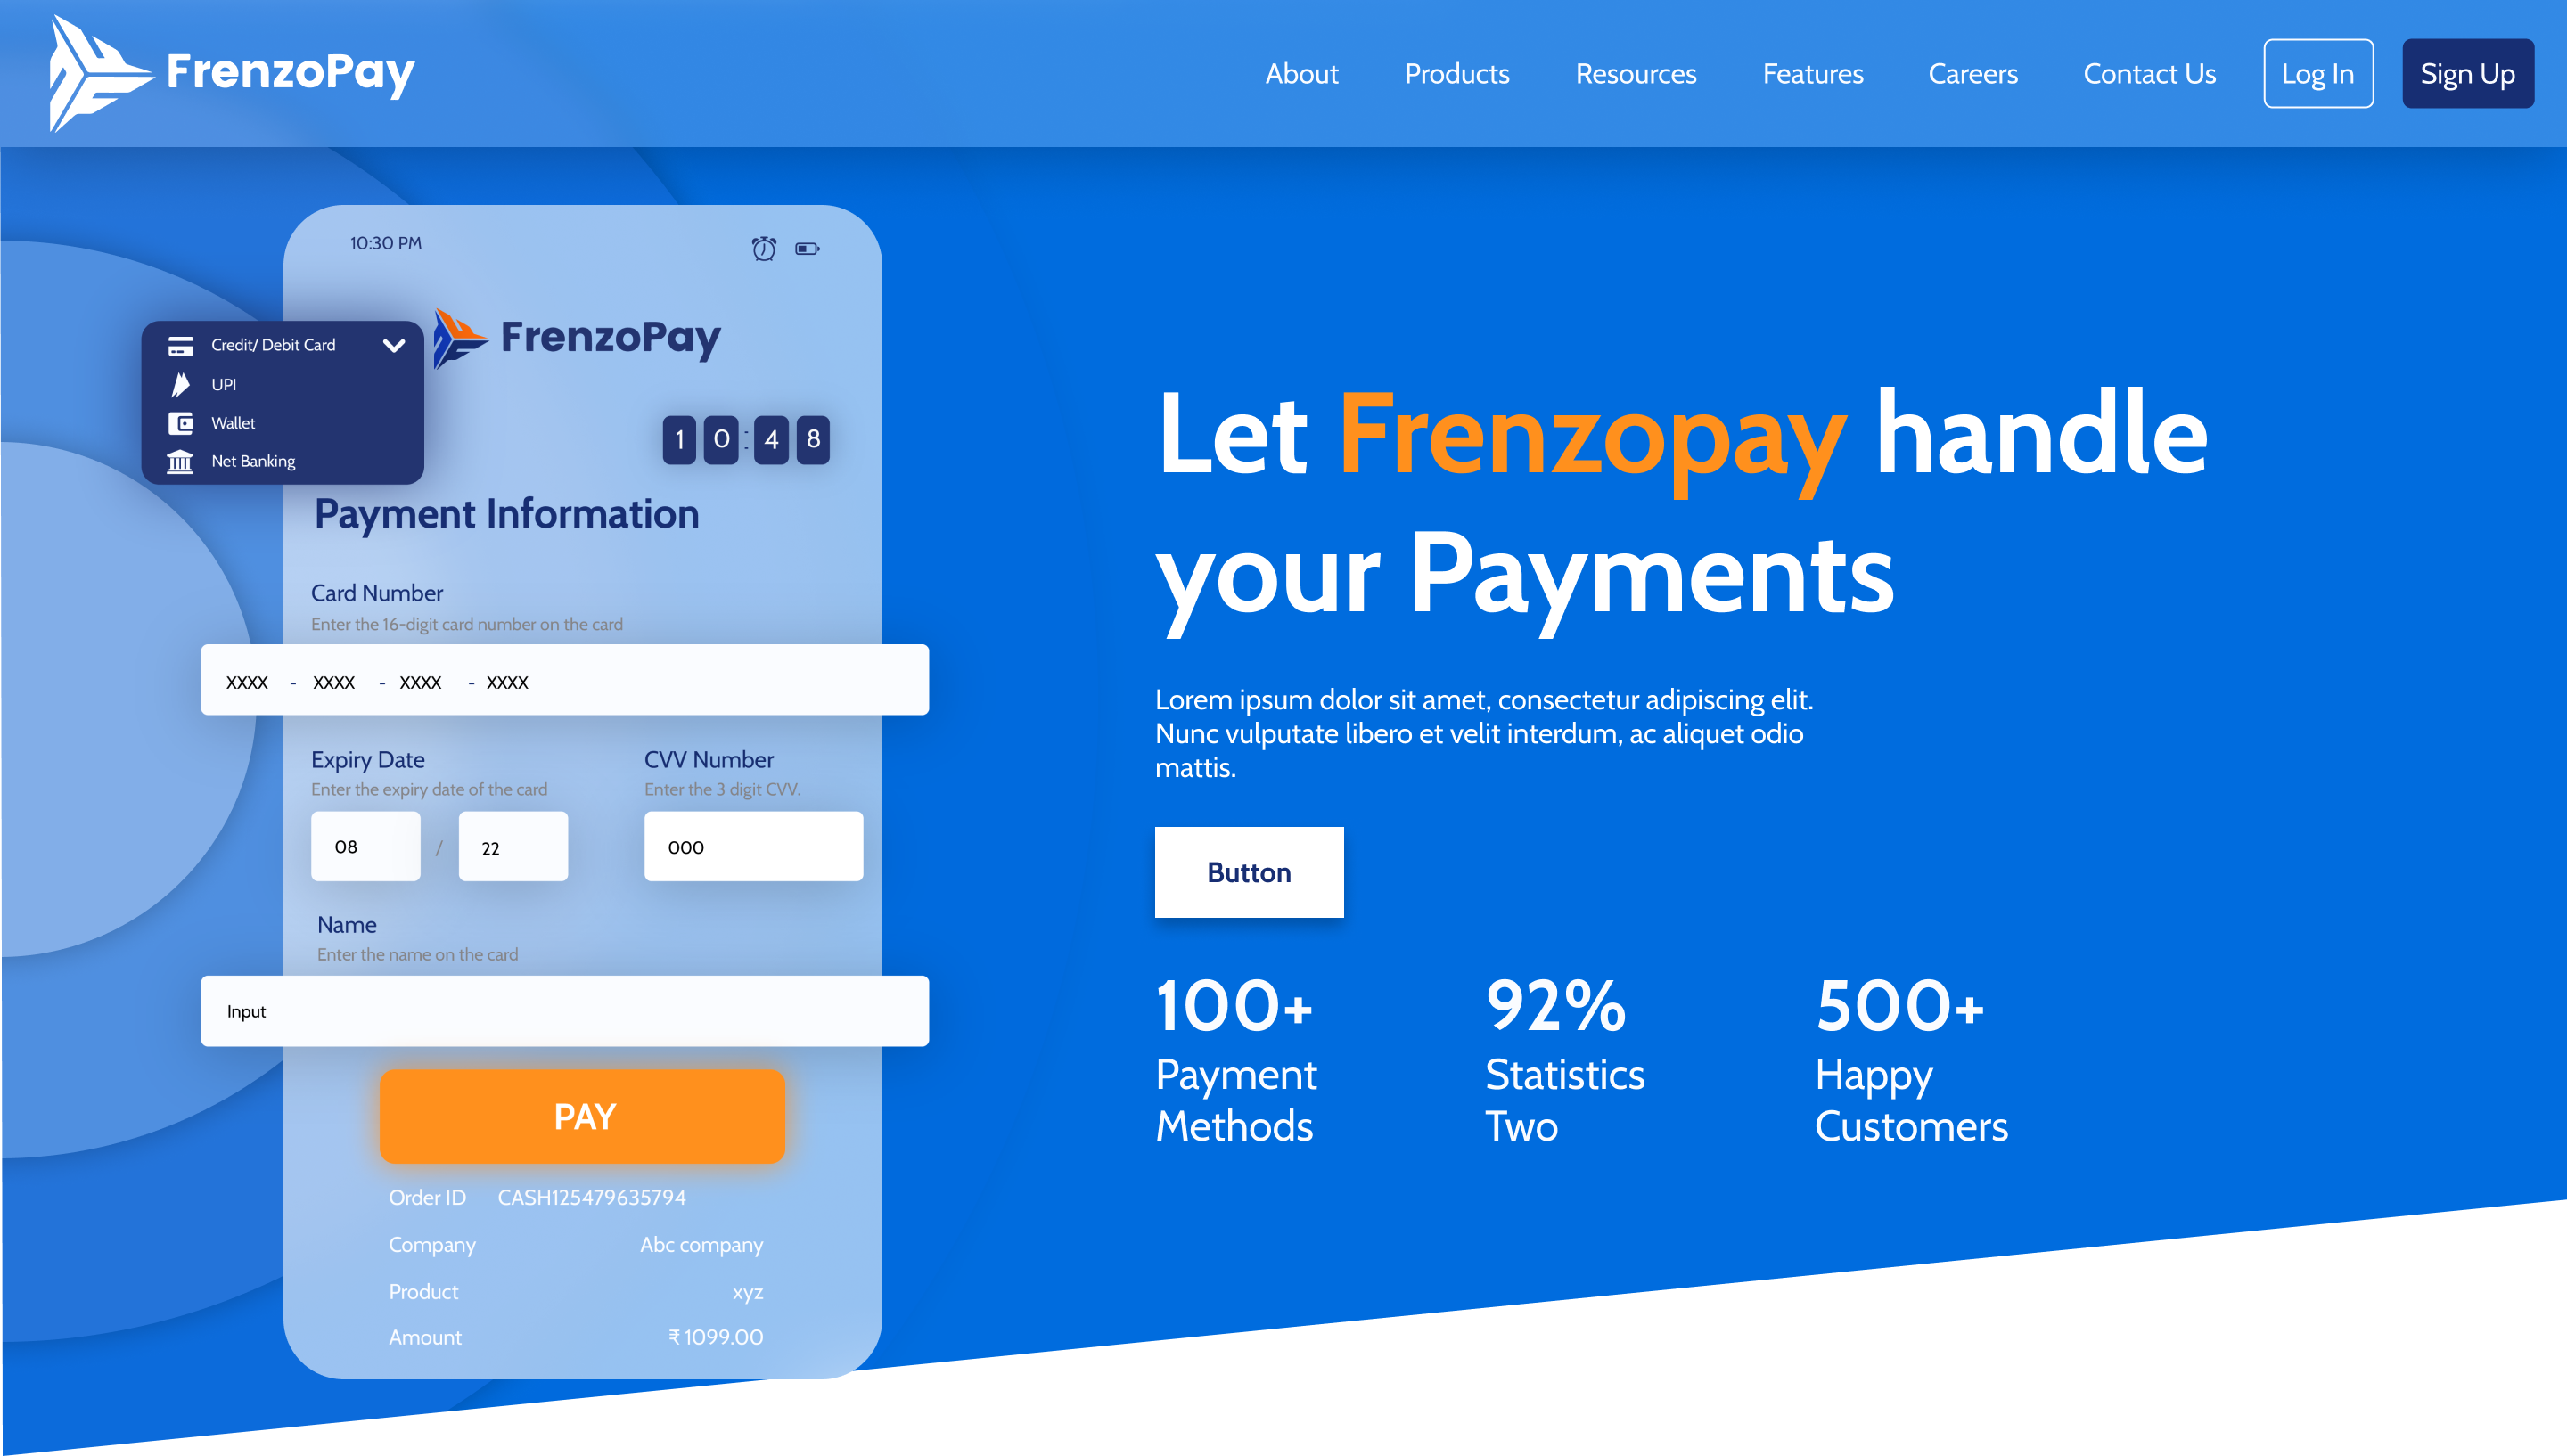 FrenzoPay
About Products Resources Features Careers Contact Us Log In Sign Up
10:30 PM
Credit/ Debit Card
UPI
Wallet
Net Banking
FrenzoPay
10:48
Payment Information
Card Number
Enter the 16-digit card number on the card
XXXX - XXXX - XXXX - XXXX
Expiry Date
Enter the expiry date of the card
08 / 22
CVV Number
Enter the 3 digit CVV.
000
Name
Enter the name on the card
Input
PAY
Order ID CASH125479635794
Company Abc company
Product xyz
Amount ₹ 1099.00
Let Frenzopay handle
your Payments
Lorem ipsum dolor sit amet, consectetur adipiscing elit.
Nunc vulputate libero et velit interdum, ac aliquet odio
mattis.
Button
100+
Payment
Methods
92%
Statistics
Two
500+
Happy
Customers